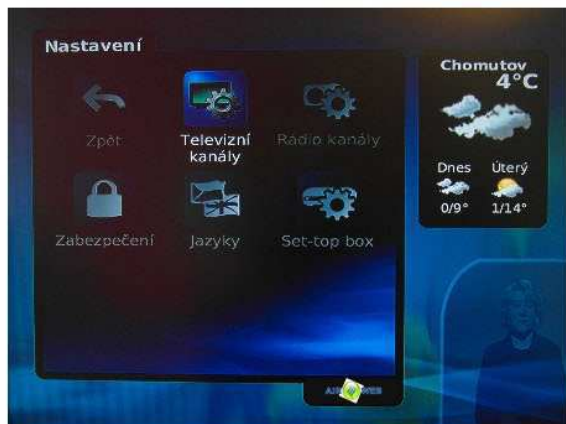 Nastavení
Zpět
Televizní
kanály
Rádio kanály
Zabezpečení
Jazyky
Set-top box
Chomutov
4°C
Dnes
Úterý
0/9°
1/14°
WEB